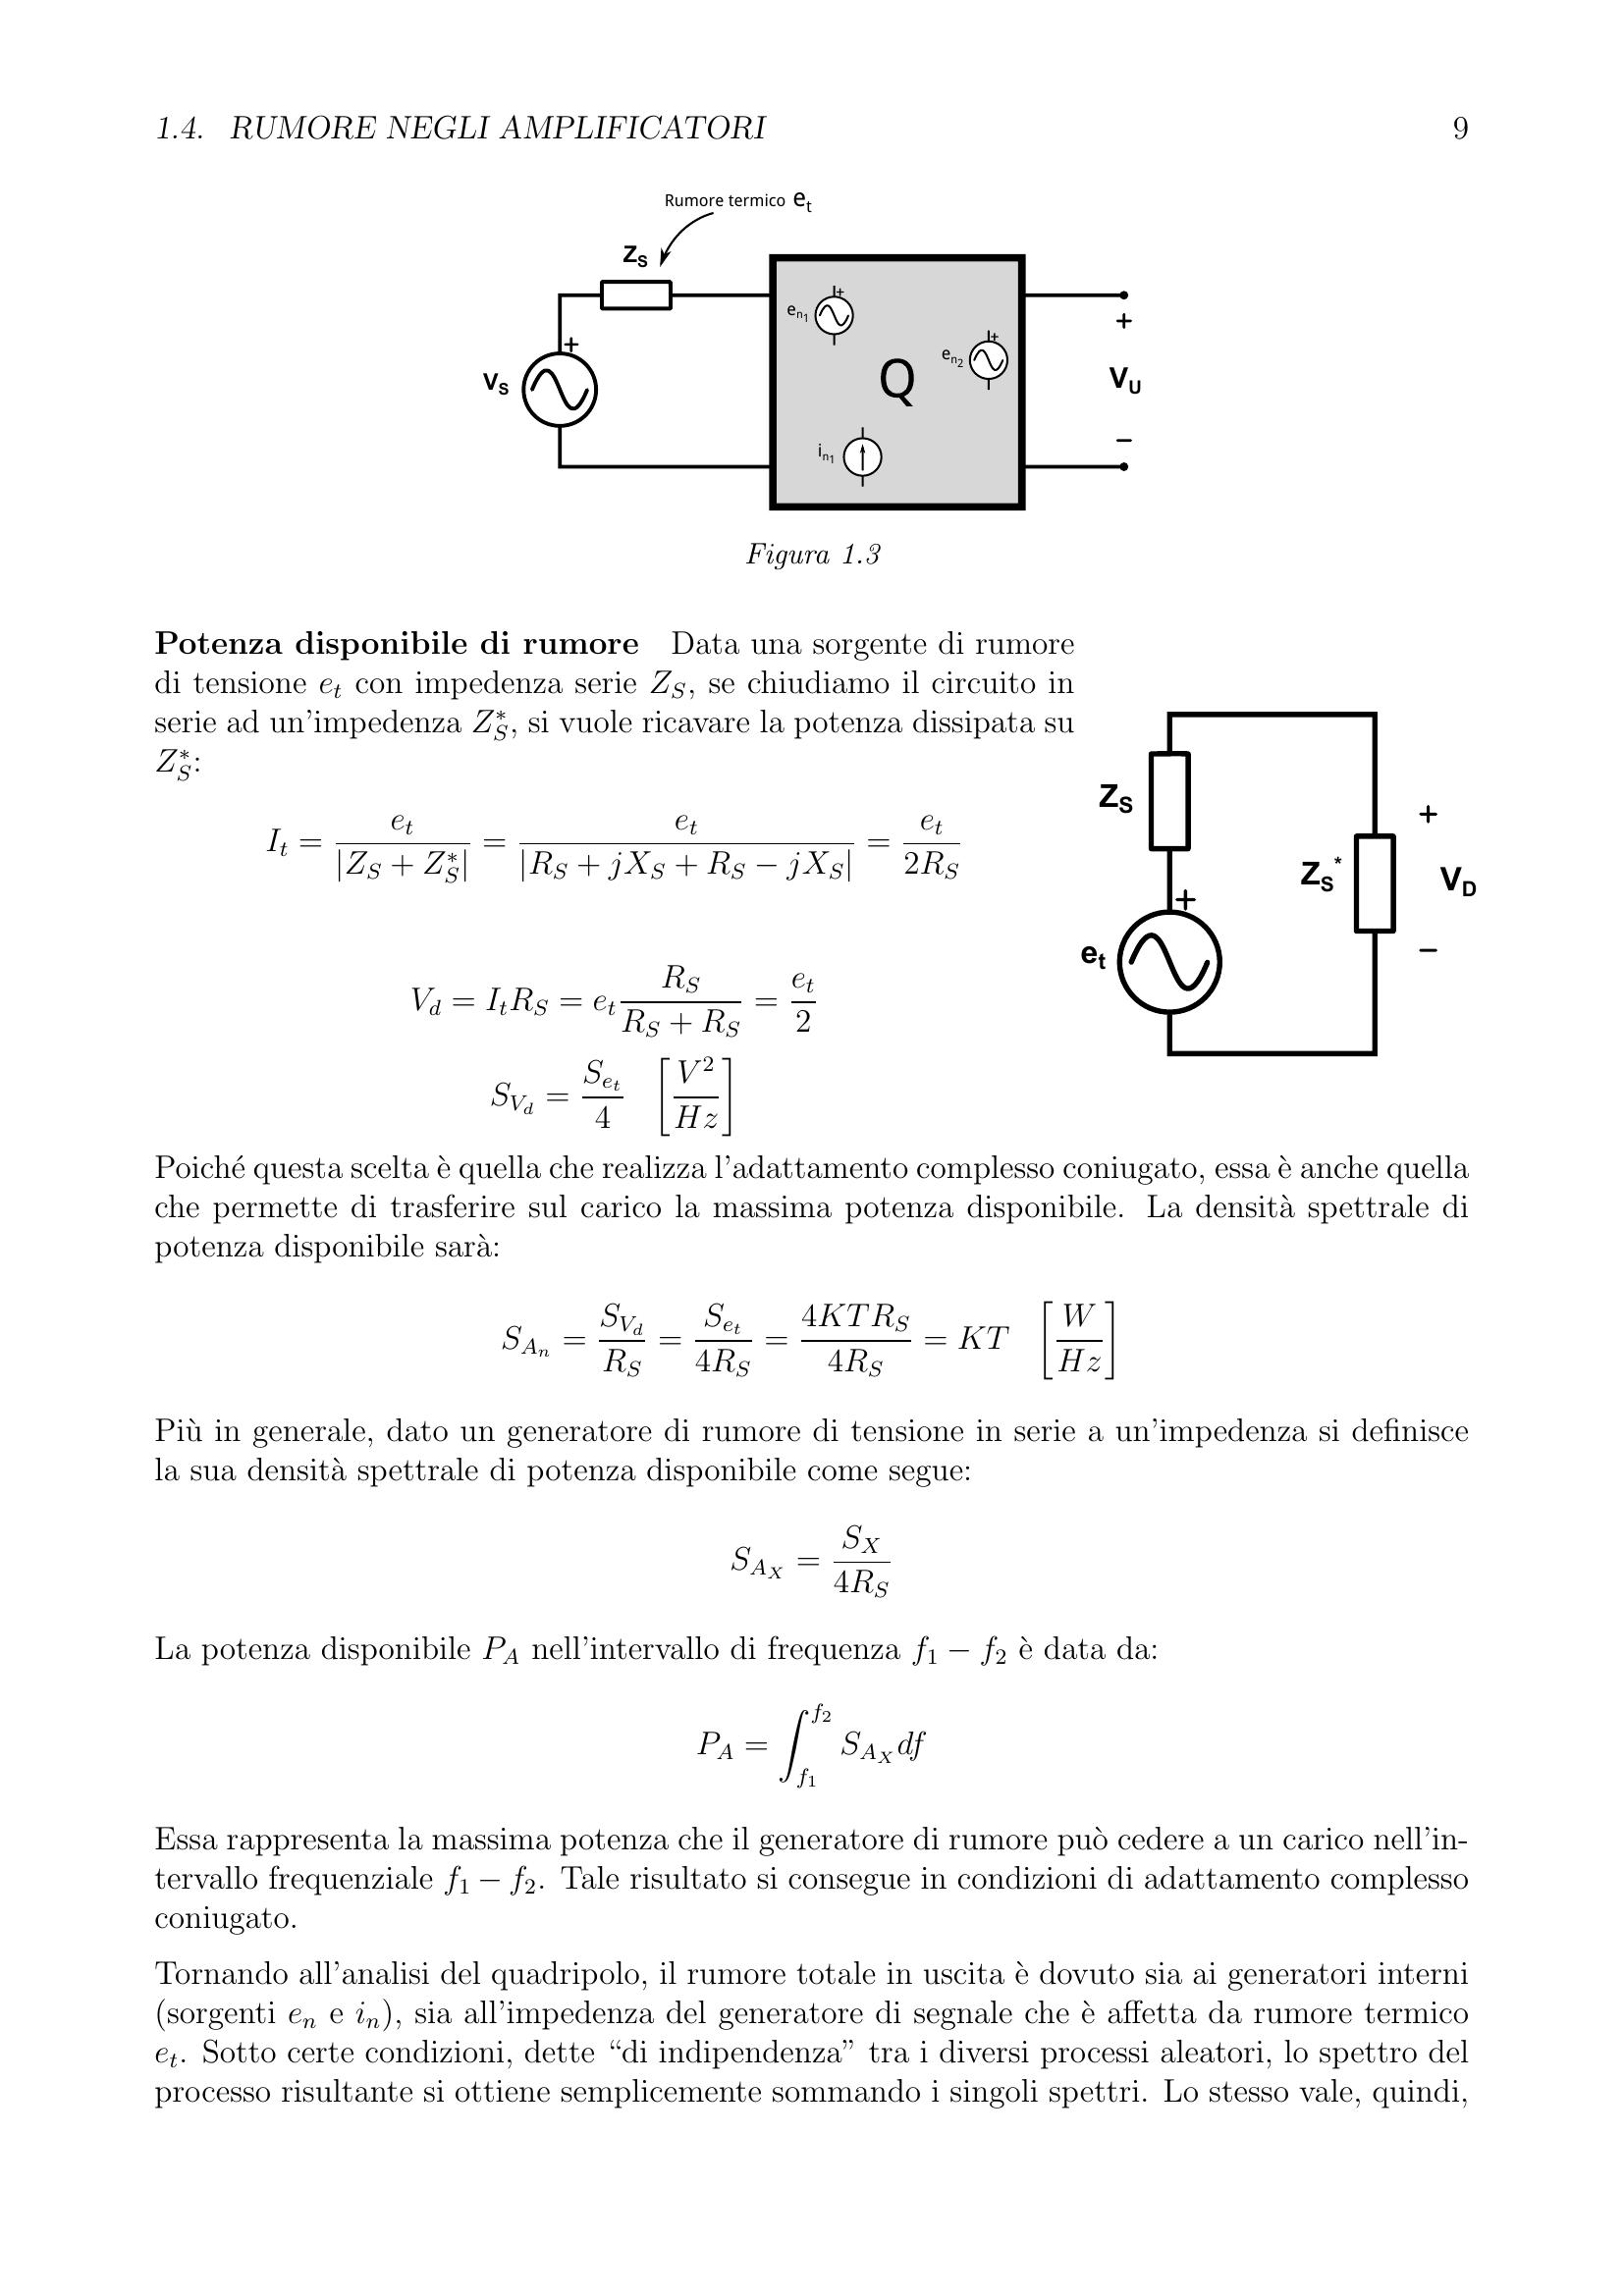 1.4. RUMORE NEGLI AMPLIFICATORI 9
Rumore termico e_t
Z_S
e_{n_1}
e_{n_2}
Q
i_{n_1}
V_S
+
+
V_U
−
Figura 1.3
Potenza disponibile di rumore Data una sorgente di rumore
di tensione e_t con impedenza serie Z_S, se chiudiamo il circuito in
serie ad un'impedenza Z_S^*, si vuole ricavare la potenza dissipata su
Z_S^*:
I_t = \frac{e_t}{|Z_S + Z_S^*|} = \frac{e_t}{|R_S + jX_S + R_S − jX_S|} = \frac{e_t}{2R_S}
V_d = I_t R_S = e_t \frac{R_S}{R_S + R_S} = \frac{e_t}{2}
S_{V_d} = \frac{S_{e_t}}{4} [\frac{V^2}{Hz}]
Z_S
+
e_t
Z_S^*
+
V_D
−
Poiché questa scelta è quella che realizza l'adattamento complesso coniugato, essa è anche quella
che permette di trasferire sul carico la massima potenza disponibile. La densità spettrale di
potenza disponibile sarà:
S_{A_n} = \frac{S_{V_d}}{R_S} = \frac{S_{e_t}}{4R_S} = \frac{4KTR_S}{4R_S} = KT [\frac{W}{Hz}]
Più in generale, dato un generatore di rumore di tensione in serie a un'impedenza si definisce
la sua densità spettrale di potenza disponibile come segue:
S_{A_X} = \frac{S_X}{4R_S}
La potenza disponibile P_A nell'intervallo di frequenza f_1 − f_2 è data da:
P_A = \int_{f_1}^{f_2} S_{A_X} df
Essa rappresenta la massima potenza che il generatore di rumore può cedere a un carico nell'in-
tervallo frequenziale f_1 − f_2. Tale risultato si consegue in condizioni di adattamento complesso
coniugato.
Tornando all'analisi del quadripolo, il rumore totale in uscita è dovuto sia ai generatori interni
(sorgenti e_n e i_n), sia all'impedenza del generatore di segnale che è affetta da rumore termico
e_t. Sotto certe condizioni, dette “di indipendenza” tra i diversi processi aleatori, lo spettro del
processo risultante si ottiene semplicemente sommando i singoli spettri. Lo stesso vale, quindi,